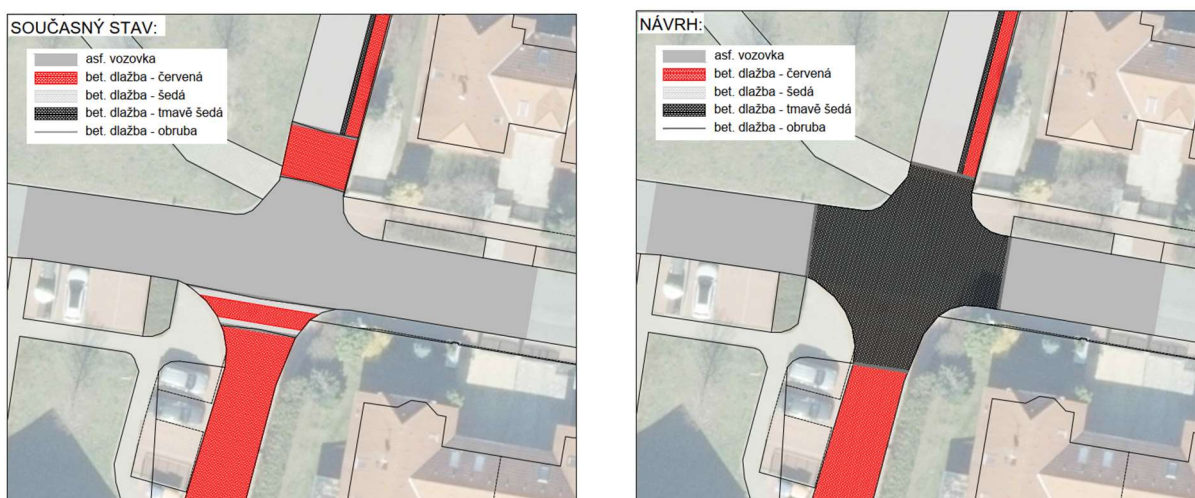 SOUČASNÝ STAV:
asf. vozovka
bet. dlažba - červená
bet. dlažba - šedá
bet. dlažba - tmavě šedá
bet. dlažba - obruba
NÁVRH:
asf. vozovka
bet. dlažba - červená
bet. dlažba - šedá
bet. dlažba - tmavě šedá
bet. dlažba - obruba